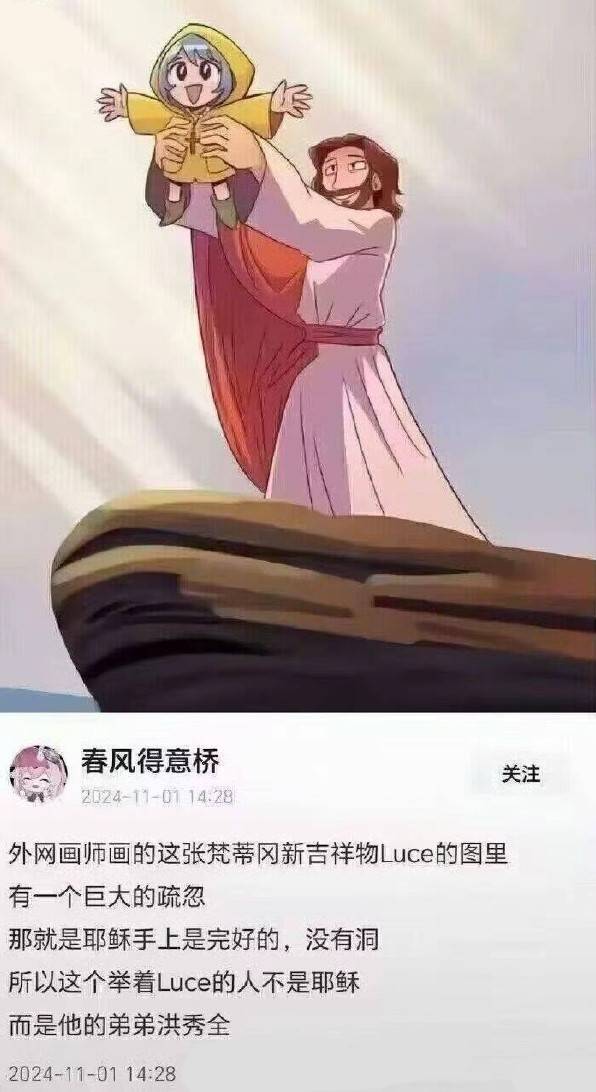 春风得意桥
2024-11-01 14:28
关注
外网画师画的这张梵蒂冈新吉祥物Luce的图里
有一个巨大的疏忽
那就是耶稣手上是完好的，没有洞
所以这个举着Luce的人不是耶稣
而是他的弟弟洪秀全
2024-11-01 14:28